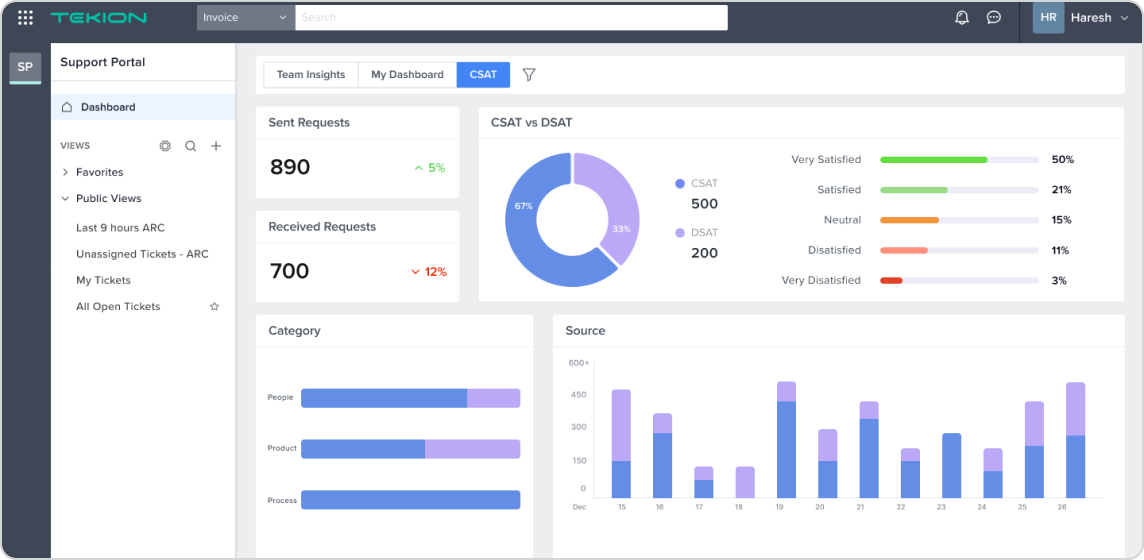 TEKION
Invoice
Search
HR
Haresh
SP
Support Portal
Dashboard
VIEWS
Favorites
Public Views
Last 9 hours ARC
Unassigned Tickets - ARC
My Tickets
All Open Tickets
Team Insights
My Dashboard
CSAT
Sent Requests
890
5%
Received Requests
700
12%
CSAT vs DSAT
67%
33%
CSAT
500
DSAT
200
Very Satisfied 50%
Satisfied 21%
Neutral 15%
Disatisfied 11%
Very Disatisfied 3%
Category
People
Product
Process
Source
600+
450
300
150
0
Dec 15 16 17 18 19 20 21 22 23 24 25 26